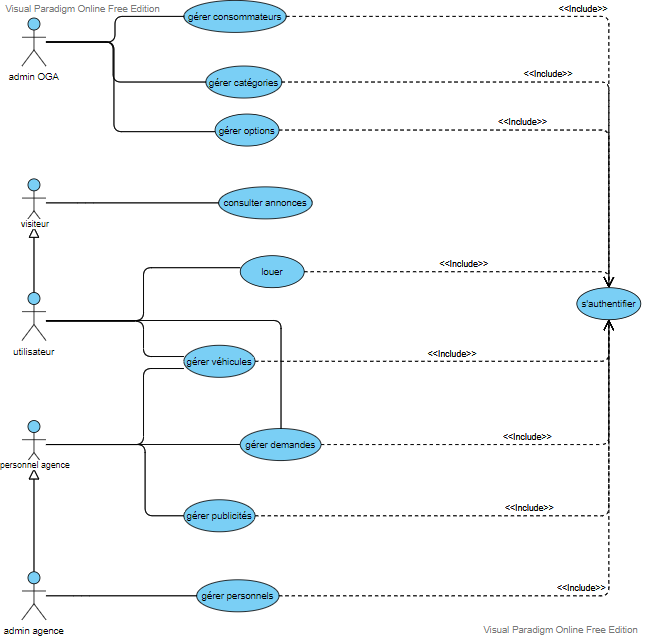 Visual Paradigm Online Free Edition
<<Include>>
gérer consommateurs
admin OGA
<<Include>>
gérer catégories
<<Include>>
gérer options
consulter annonces
visiteur
<<Include>>
louer
s'authentifier
utilisateur
<<Include>>
gérer véhicules
<<Include>>
gérer demandes
personnel agence
<<Include>>
gérer publicités
<<Include>>
gérer personnels
admin agence
Visual Paradigm Online Free Edition